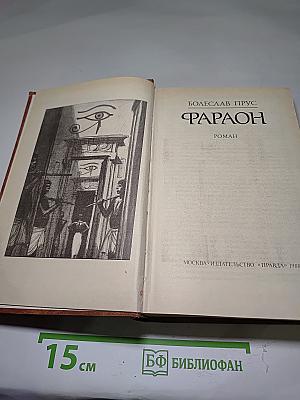 БОЛЕСЛАВ ПРУС
ФАРАОН
РОМАН
МОСКВА ИЗДАТЕЛЬСТВО «ПРАВДА»
15 см
БФ БИБЛИОФАН